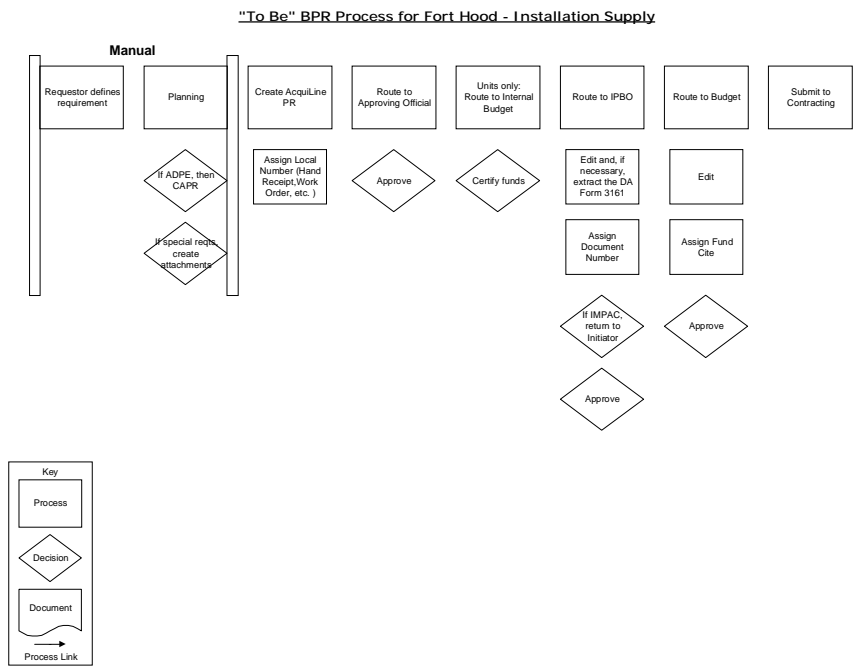 "To Be" BPR Process for Fort Hood - Installation Supply
Manual
Requestor defines
requirement
Planning
Create AcquiLine
PR
Route to
Approving Official
Units only:
Route to Internal
Budget
Route to IPBO
Route to Budget
Submit to
Contracting
If ADPE, then
CAPR
Assign Local
Number (Hand
Receipt,Work
Order, etc. )
Approve
Certify funds
Edit and, if
necessary,
extract the DA
Form 3161
Edit
If special reqts,
create
attachments
Assign
Document
Number
Assign Fund
Cite
If IMPAC,
return to
Initiator
Approve
Approve
Key
Process
Decision
Document
Process Link